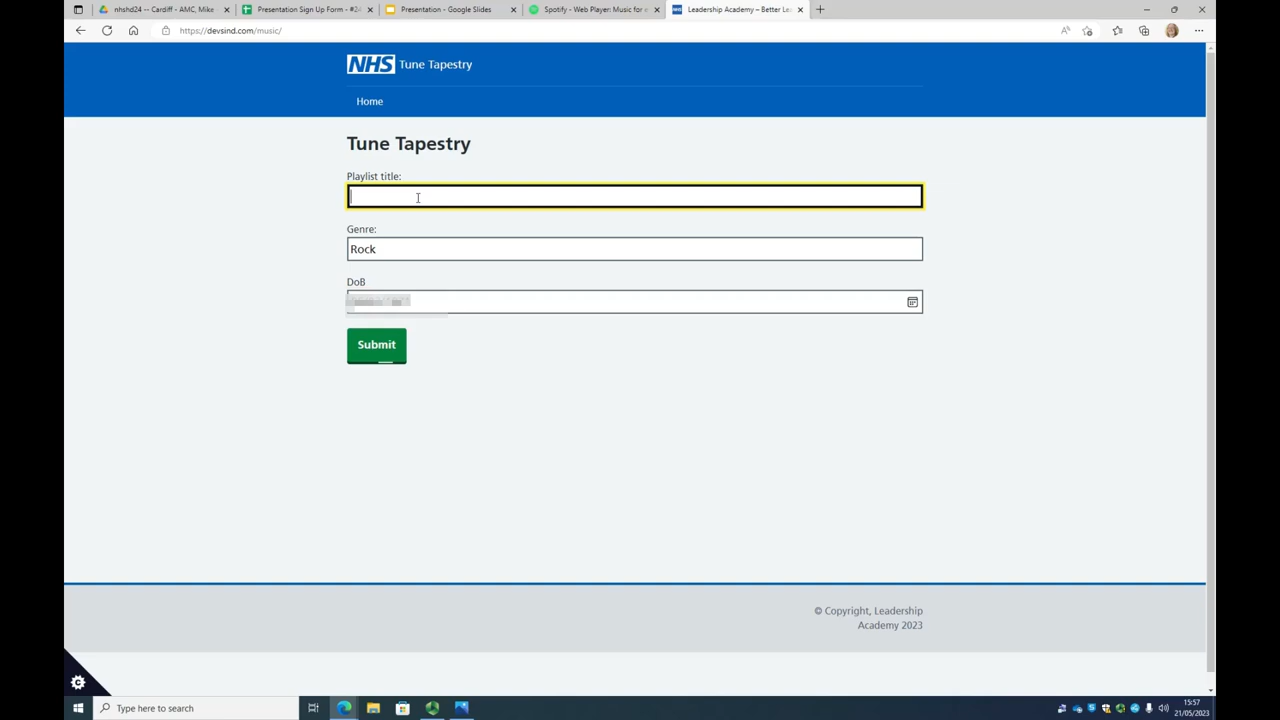 nhshd24 -- Cardiff - AMC, Mike
Presentation Sign Up Form - #24
Presentation - Google Slides
Spotify - Web Player: Music for e
Leadership Academy – Better Le
https://devsind.com/music/
NHS Tune Tapestry
Home
Tune Tapestry
Playlist title:
Genre:
Rock
DoB
Submit
© Copyright, Leadership
Academy 2023
Type here to search
15:57
21/05/2023